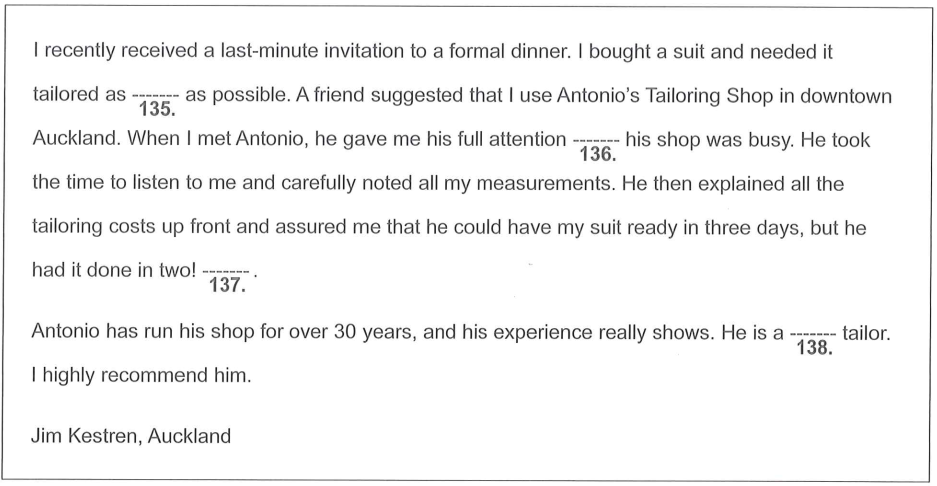 I recently received a last-minute invitation to a formal dinner. I bought a suit and needed it
tailored as ------- as possible. A friend suggested that I use Antonio's Tailoring Shop in downtown
135.
Auckland. When I met Antonio, he gave me his full attention ------- his shop was busy. He took
136.
the time to listen to me and carefully noted all my measurements. He then explained all the
tailoring costs up front and assured me that he could have my suit ready in three days, but he
had it done in two! ------- .
137.
Antonio has run his shop for over 30 years, and his experience really shows. He is a ------- tailor.
138.
I highly recommend him.
Jim Kestren, Auckland